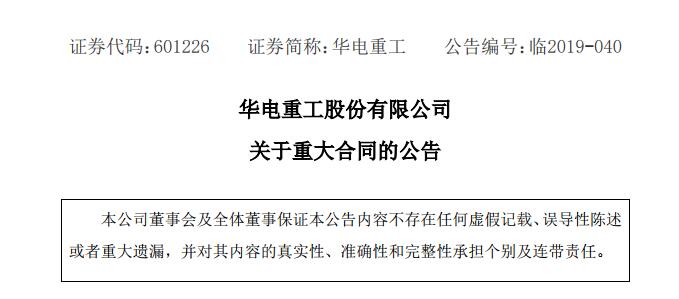 证券代码：601226 证券简称：华电重工 公告编号：临2019-040
华电重工股份有限公司
关于重大合同的公告
本公司董事会及全体董事保证本公告内容不存在任何虚假记载、误导性陈述
或者重大遗漏，并对其内容的真实性、准确性和完整性承担个别及连带责任。